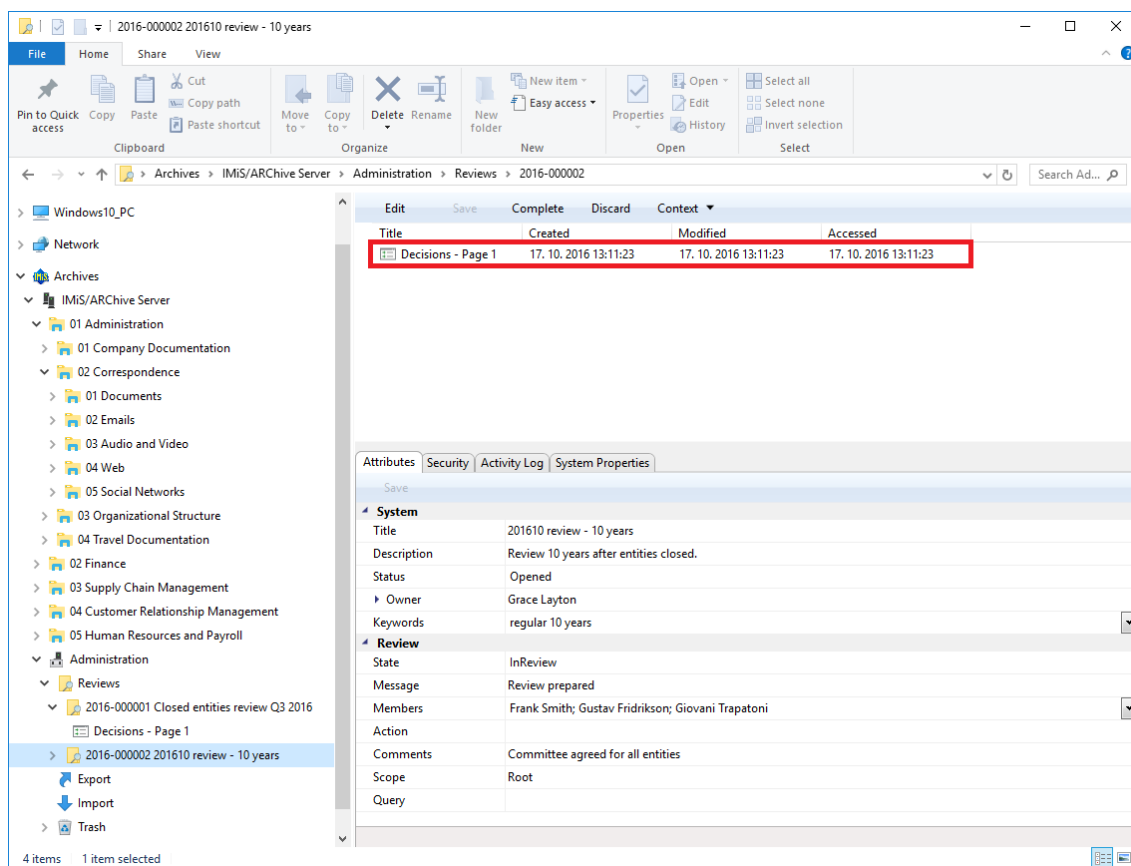 2016-000002 201610 review - 10 years
File Home Share View
Pin to Quick access
Copy
Paste
Cut
Copy path
Paste shortcut
Clipboard
Move to
Copy to
Delete
Rename
Organize
New folder
New item
Easy access
New
Properties
Open
Edit
History
Open
Select all
Select none
Invert selection
Select
Archives > IMiS/ARChive Server > Administration > Reviews > 2016-000002
Search Ad...
Windows10_PC
Network
Archives
IMiS/ARChive Server
01 Administration
01 Company Documentation
02 Correspondence
01 Documents
02 Emails
03 Audio and Video
04 Web
05 Social Networks
03 Organizational Structure
04 Travel Documentation
02 Finance
03 Supply Chain Management
04 Customer Relationship Management
05 Human Resources and Payroll
Administration
Reviews
2016-000001 Closed entities review Q3 2016
Decisions - Page 1
2016-000002 201610 review - 10 years
Export
Import
Trash
Edit Save Complete Discard Context
Title Created Modified Accessed
Decisions - Page 1 17. 10. 2016 13:11:23 17. 10. 2016 13:11:23 17. 10. 2016 13:11:23
Attributes Security Activity Log System Properties
Save
System
Title 201610 review - 10 years
Description Review 10 years after entities closed.
Status Opened
Owner Grace Layton
Keywords regular 10 years
Review
State InReview
Message Review prepared
Members Frank Smith; Gustav Fridrikson; Giovani Trapatoni
Action
Comments Committee agreed for all entities
Scope Root
Query
4 items 1 item selected